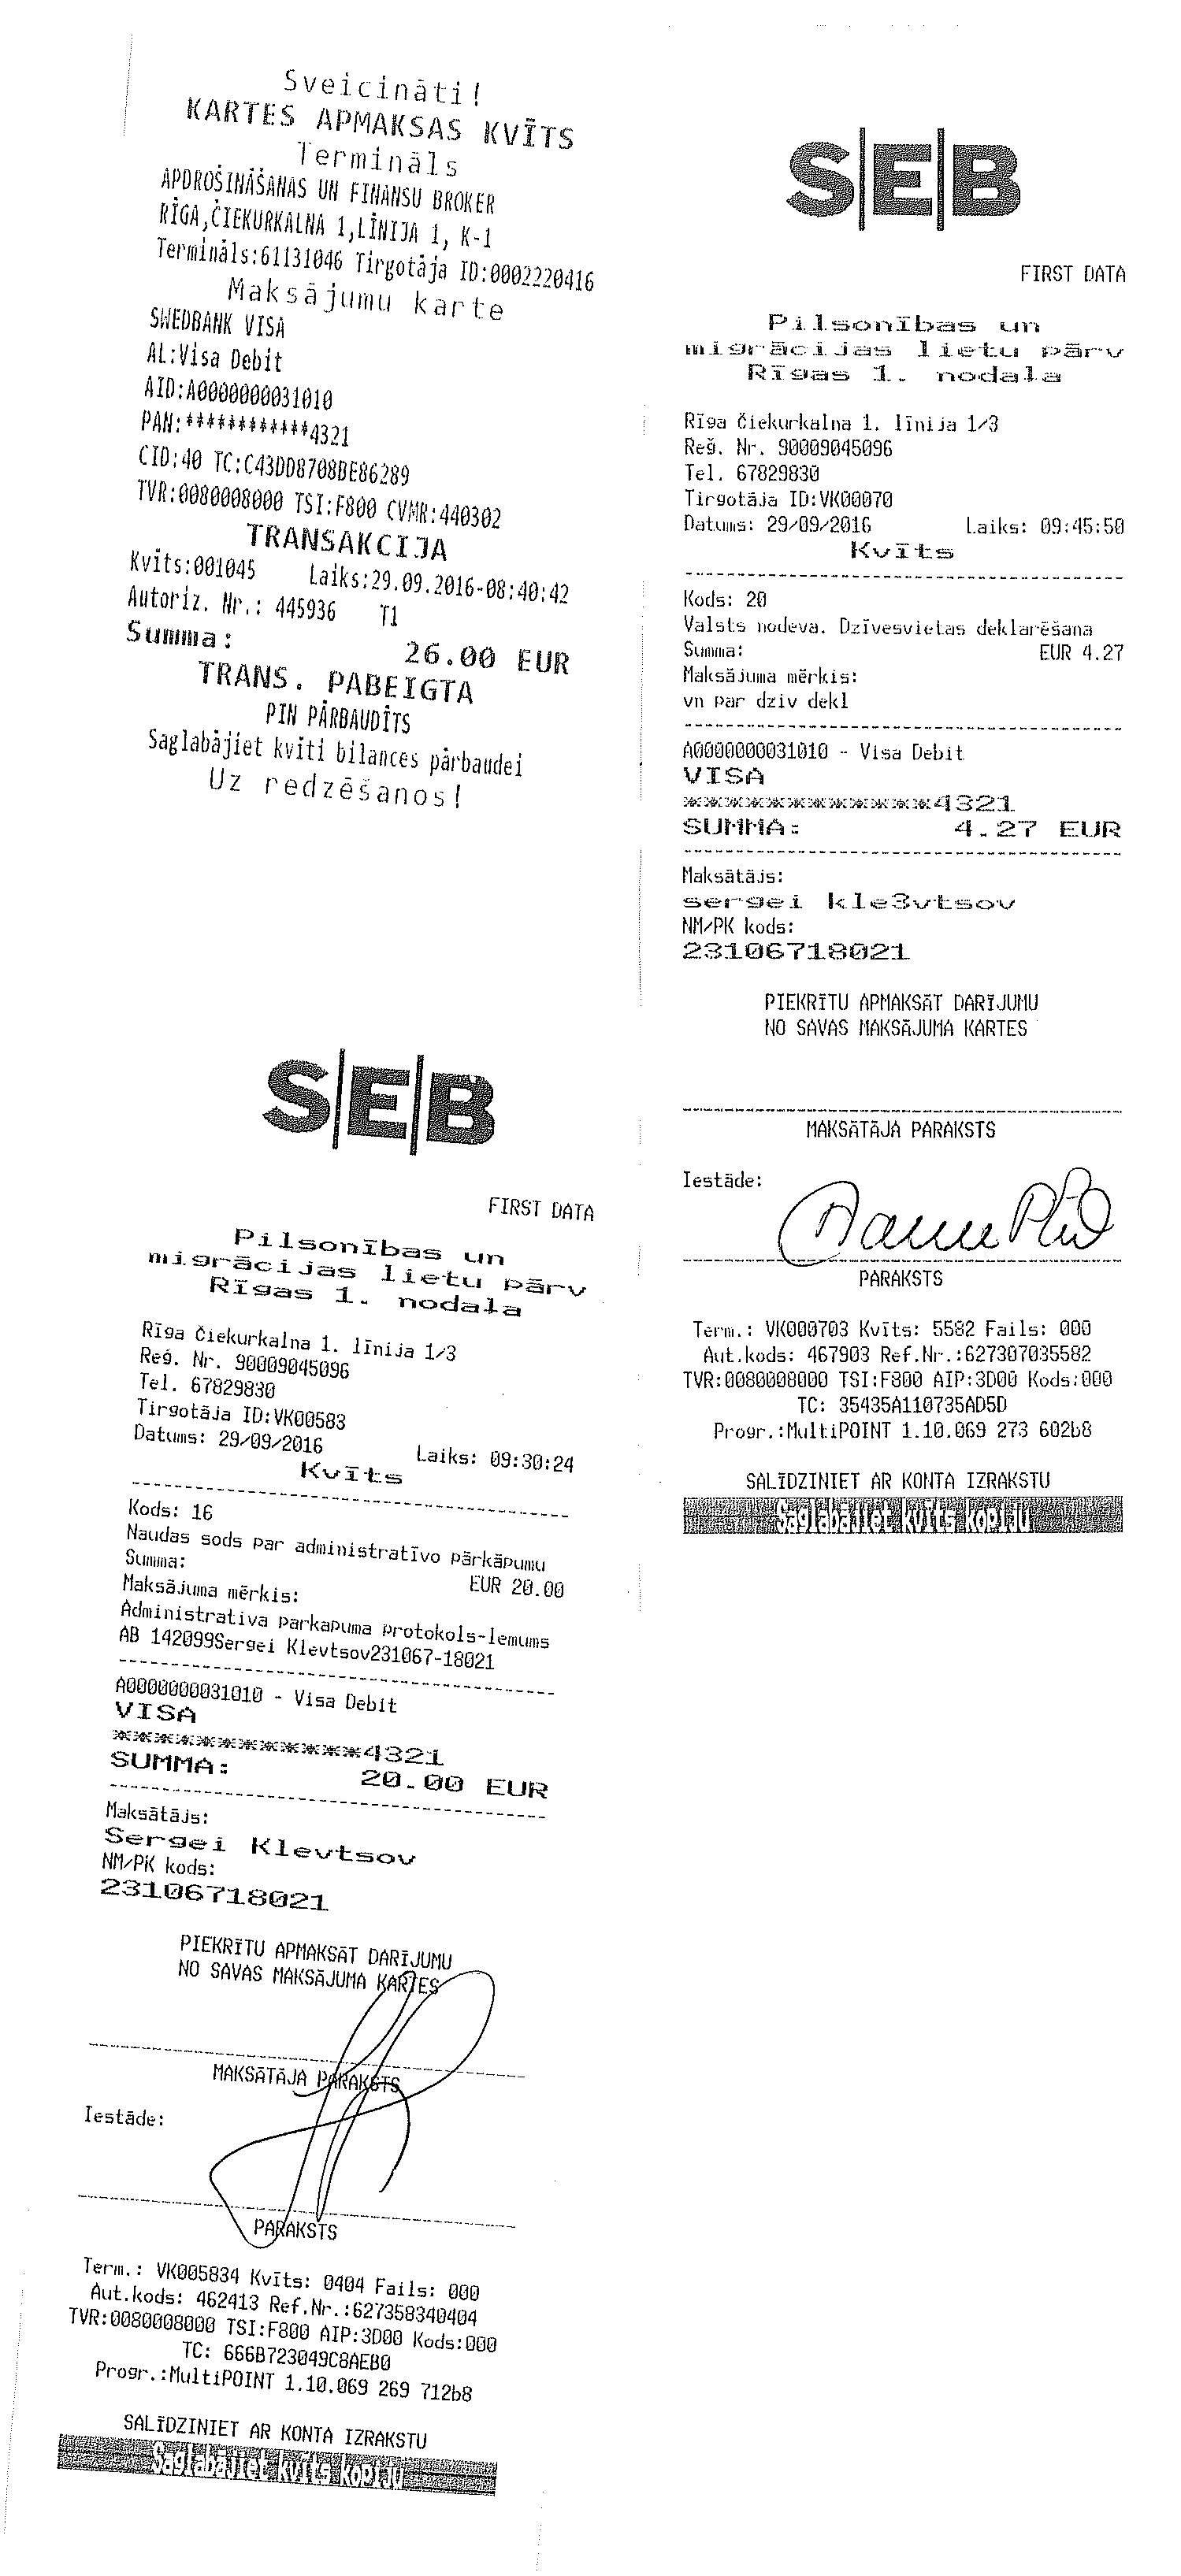 Sveicināti!
KARTES APMAKSAS KVĪTS
Termināls
APDROŠINĀŠANAS UN FINANSU BROKER
RĪGA,ČIEKURKALNA 1,LĪNIJA 1, K-1
Termināls:61131046 Tirgotāja ID:0002220416
Maksājumu karte
SWEDBANK VISA
AL:Visa Debit
AID:A0000000031010
PAN:************4321
CID:40 TC:C43DD8708BE86289
TVR:0080008000 TSI:F800 CVMR:440302
TRANSAKCIJA
Kvits:001045 Laiks:29.09.2016-08:40:42
Autoriz. Nr.: 445936 T1
Summa: 26.00 EUR
TRANS. PABEIGTA
PIN PĀRBAUDĪTS
Saglabājiet kvīti bilances pārbaudei
Uz redzēšanos!
SEB
FIRST DATA
Pilsonības un
migrācijas lietu pārv
Rīgas 1. nodaļa
Rīga Čiekurkalna 1. līnija 1/3
Reģ. Nr. 90009045096
Tel. 67829830
Tirgotāja ID:VK00070
Datums: 29/09/2016 Laiks: 09:45:50
Kvīts
Kods: 20
Valsts nodeva. Dzīvesvietas deklarēšana
Summa: EUR 4.27
Maksājuma mērķis:
vn par dziv dekl
A0000000031010 - Visa Debit
VISA
************4321
SUMMA: 4.27 EUR
Maksātājs:
sergei kle3vtsov
NM/PK kods:
23106718021
PIEKRĪTU APMAKSĀT DARĪJUMU
NO SAVAS MAKSĀJUMA KARTES
MAKSĀTĀJA PARAKSTS
Iestāde:
PARAKSTS
Term.: VK000703 Kvīts: 5582 Fails: 000
Aut.kods: 467903 Ref.Nr.:627307035582
TVR:0080008000 TSI:F800 AIP:3D00 Kods:000
TC: 35435A110735AD5D
Progr.:MultiPOINT 1.10.069 273 602b8
SALĪDZINIET AR KONTA IZRAKSTU
Saglabājiet kvīts kopiju
SEB
FIRST DATA
Pilsonības un
migrācijas lietu pārv
Rīgas 1. nodaļa
Rīga Čiekurkalna 1. līnija 1/3
Reģ. Nr. 90009045096
Tel. 67829830
Tirgotāja ID:VK00583
Datums: 29/09/2016 Laiks: 09:30:24
Kvīts
Kods: 16
Naudas sods par administratīvo pārkāpumu
Summa: EUR 20.00
Maksājuma mērķis:
Administrativa parkapuma protokols-lemums
AB 142099Sergei Klevtsov231067-18021
A0000000031010 - Visa Debit
VISA
************4321
SUMMA: 20.00 EUR
Maksātājs:
Sergei Klevtsov
NM/PK kods:
23106718021
PIEKRĪTU APMAKSĀT DARĪJUMU
NO SAVAS MAKSĀJUMA KARTES
MAKSĀTĀJA PARAKSTS
Iestāde:
PARAKSTS
Term.: VK005834 Kvīts: 0404 Fails: 000
Aut.kods: 462413 Ref.Nr.:627358340404
TVR:0080008000 TSI:F800 AIP:3D00 Kods:000
TC: 666B723049C8AEB0
Progr.:MultiPOINT 1.10.069 269 712b8
SALĪDZINIET AR KONTA IZRAKSTU
Saglabājiet kvīts kopiju